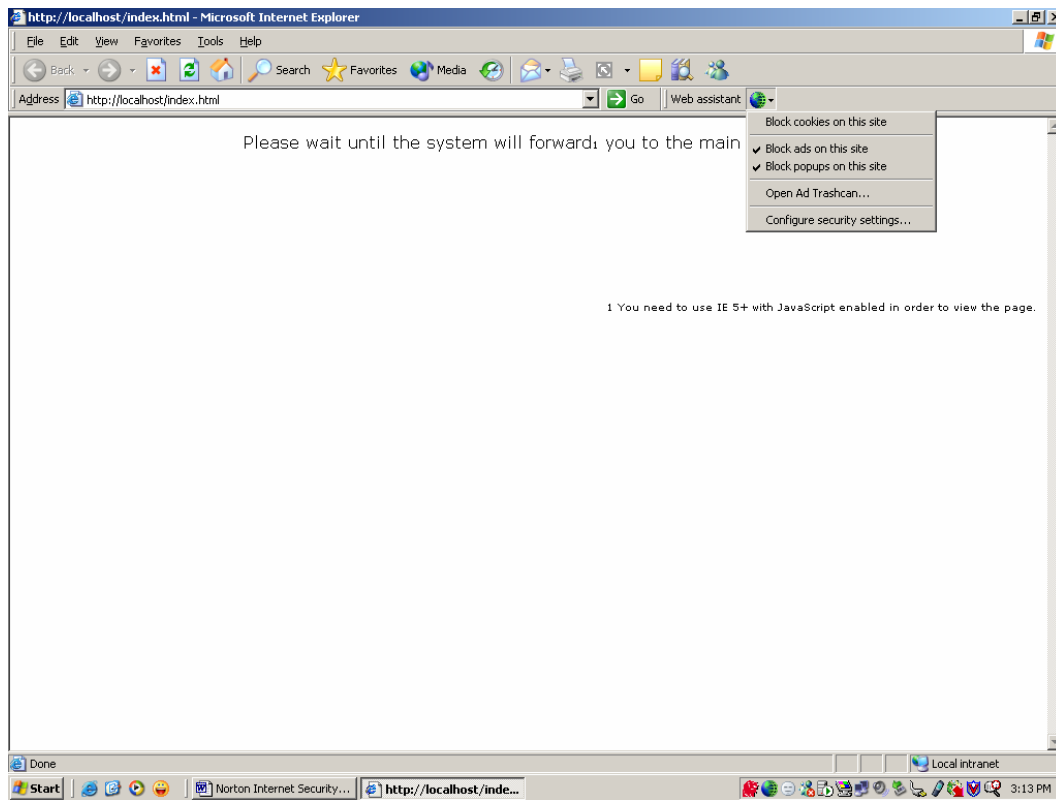 http://localhost/index.html - Microsoft Internet Explorer
File Edit View Favorites Tools Help
Back Search Favorites Media
Address http://localhost/index.html Go Web assistant
Block cookies on this site
Please wait until the system will forward₁ you to the main
Block ads on this site
Block popups on this site
Open Ad Trashcan...
Configure security settings...
1 You need to use IE 5+ with JavaScript enabled in order to view the page.
Done Local intranet
Start Norton Internet Security... http://localhost/inde... 3:13 PM